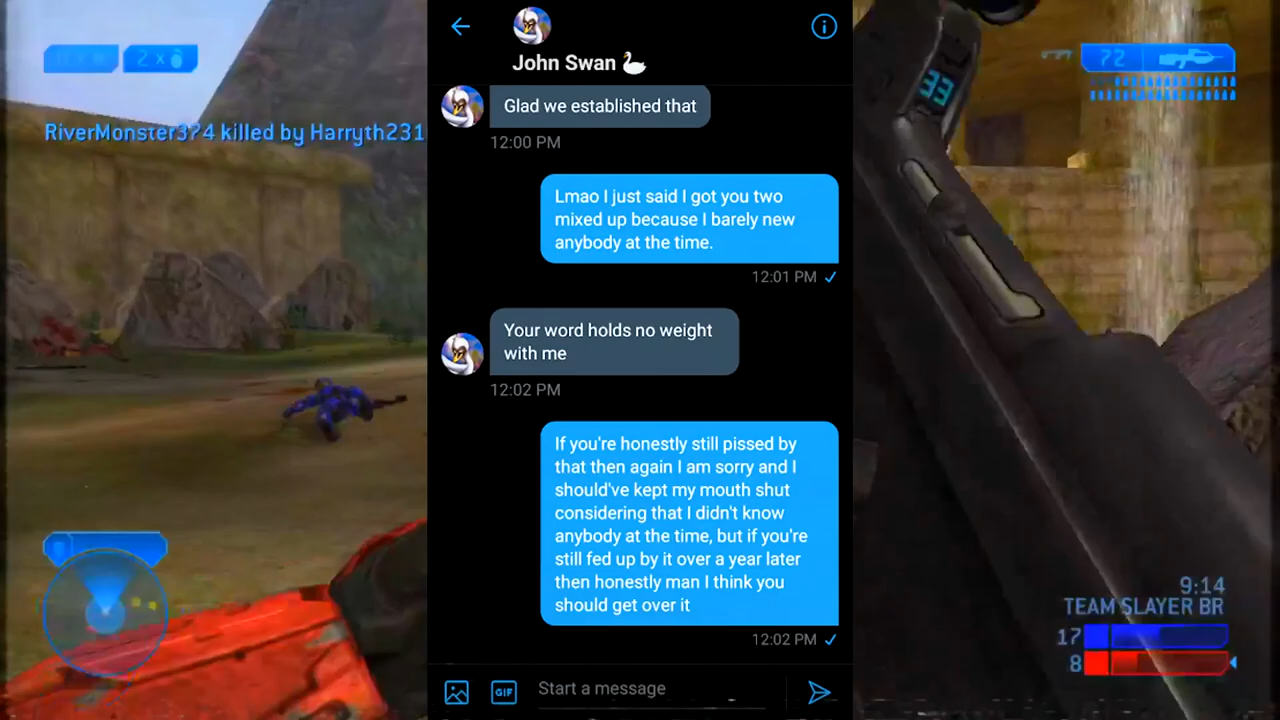 2 x
RiverMonster3?4 killed by Harryth231
John Swan
Glad we established that
12:00 PM
Lmao I just said I got you two
mixed up because I barely new
anybody at the time.
12:01 PM
Your word holds no weight
with me
12:02 PM
If you're honestly still pissed by
that then again I am sorry and I
should've kept my mouth shut
considering that I didn't know
anybody at the time, but if you're
still fed up by it over a year later
then honestly man I think you
should get over it
12:02 PM
GIF
Start a message
72
33
9:14
TEAM SLAYER BR
17
8